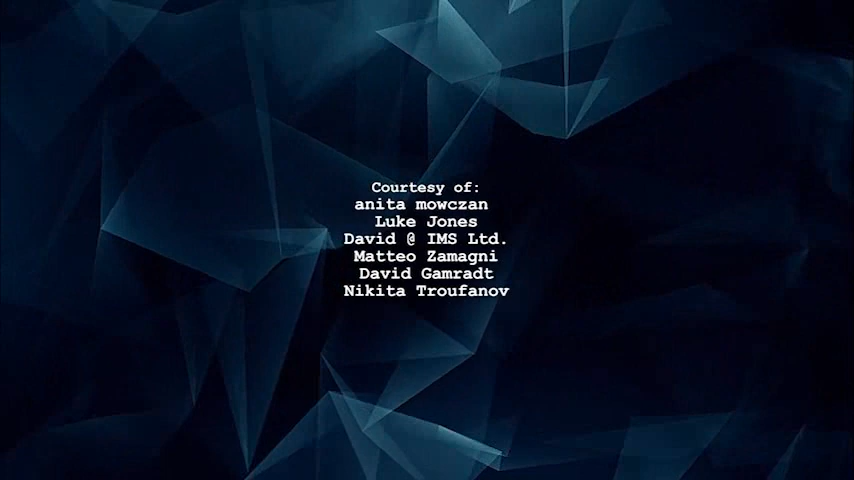 Courtesy of:
anita mowczan
Luke Jones
David @ IMS Ltd.
Matteo Zamagni
David Gamradt
Nikita Troufanov